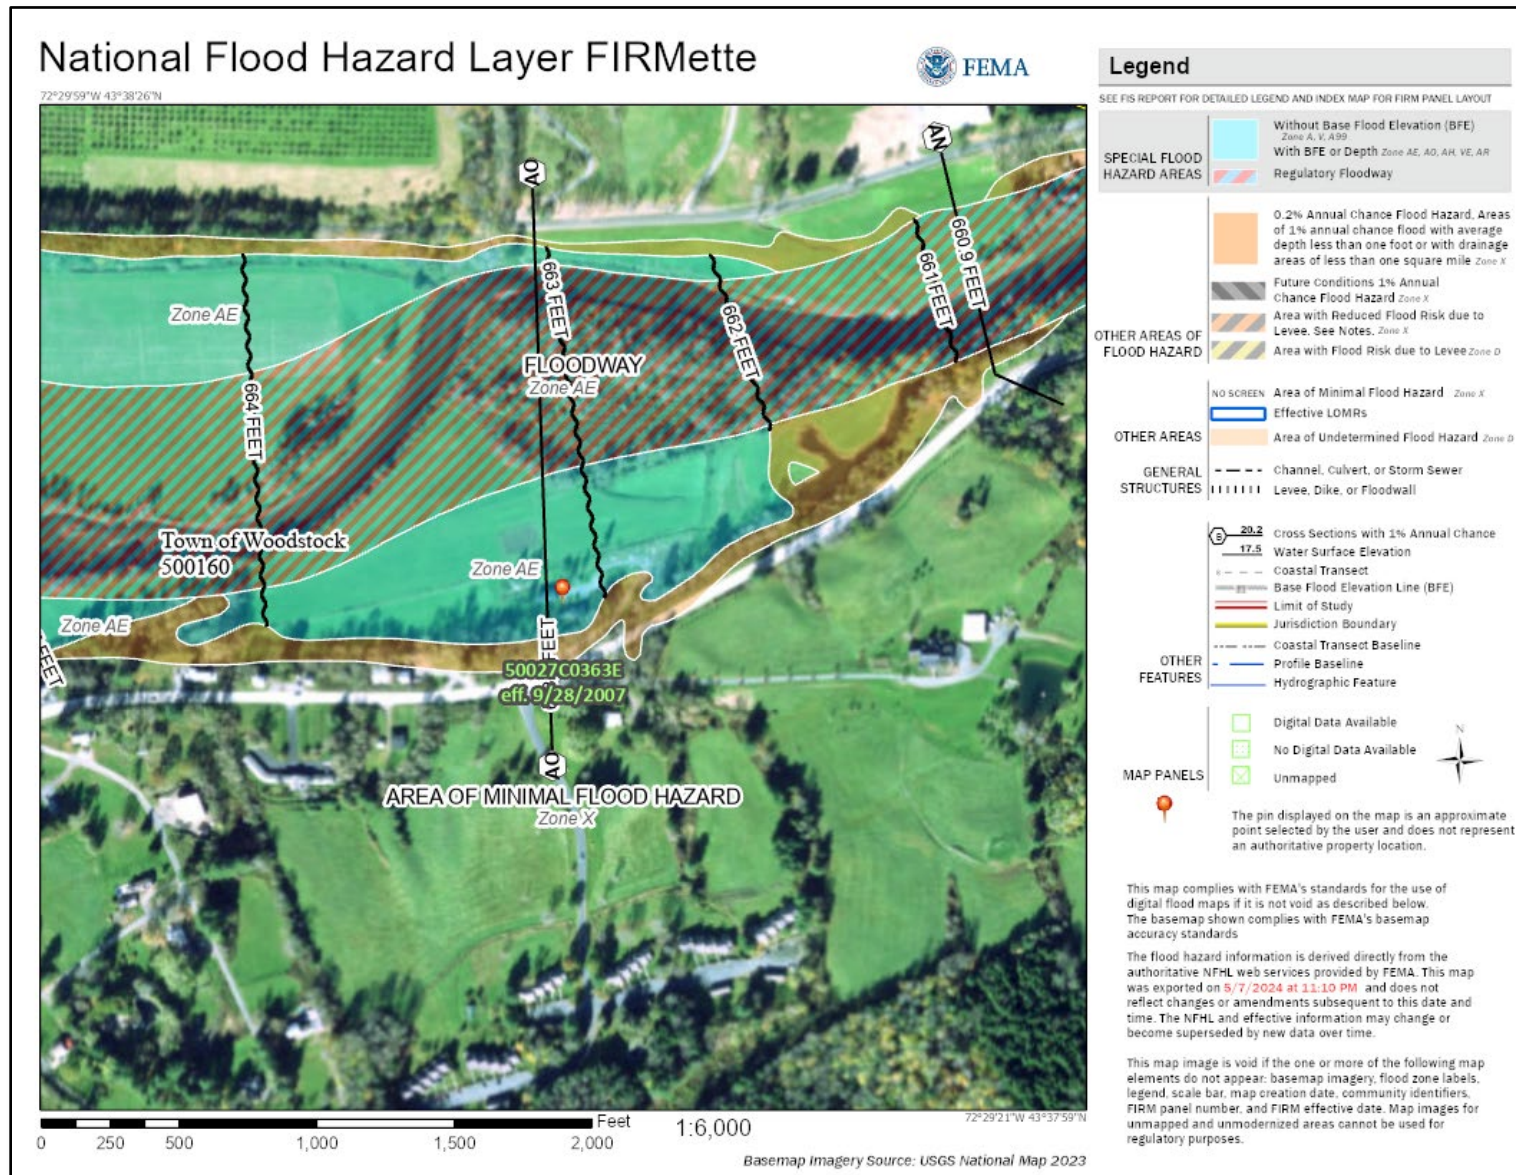 National Flood Hazard Layer FIRMette
FEMA
72°29'59"W 43°38'26"N
AO
AN
660.9 FEET
661 FEET
663 FEET
662 FEET
Zone AE
FLOODWAY
Zone AE
664 FEET
Town of Woodstock
500160
Zone AE
Zone AE
FEET
FEET
50027C0363E
eff. 9/28/2007
AO
AREA OF MINIMAL FLOOD HAZARD
Zone X
72°29'21"W 43°37'59"N
Feet
1:6,000
0
250
500
1,000
1,500
2,000
Basemap Imagery Source: USGS National Map 2023
Legend
SEE FIS REPORT FOR DETAILED LEGEND AND INDEX MAP FOR FIRM PANEL LAYOUT
SPECIAL FLOOD
HAZARD AREAS
Without Base Flood Elevation (BFE)
Zone A, V, A99
With BFE or Depth Zone AE, AO, AH, VE, AR
Regulatory Floodway
OTHER AREAS OF
FLOOD HAZARD
0.2% Annual Chance Flood Hazard, Areas
of 1% annual chance flood with average
depth less than one foot or with drainage
areas of less than one square mile Zone X
Future Conditions 1% Annual
Chance Flood Hazard Zone X
Area with Reduced Flood Risk due to
Levee. See Notes. Zone X
Area with Flood Risk due to Levee Zone D
OTHER AREAS
NO SCREEN Area of Minimal Flood Hazard Zone X
Effective LOMRs
Area of Undetermined Flood Hazard Zone D
GENERAL
STRUCTURES
Channel, Culvert, or Storm Sewer
Levee, Dike, or Floodwall
OTHER
FEATURES
B 20.2 Cross Sections with 1% Annual Chance
17.5 Water Surface Elevation
Coastal Transect
Base Flood Elevation Line (BFE)
Limit of Study
Jurisdiction Boundary
Coastal Transect Baseline
Profile Baseline
Hydrographic Feature
MAP PANELS
Digital Data Available
No Digital Data Available
Unmapped
N
The pin displayed on the map is an approximate
point selected by the user and does not represent
an authoritative property location.
This map complies with FEMA's standards for the use of
digital flood maps if it is not void as described below.
The basemap shown complies with FEMA's basemap
accuracy standards
The flood hazard information is derived directly from the
authoritative NFHL web services provided by FEMA. This map
was exported on 5/7/2024 at 11:10 PM and does not
reflect changes or amendments subsequent to this date and
time. The NFHL and effective information may change or
become superseded by new data over time.
This map image is void if the one or more of the following map
elements do not appear: basemap imagery, flood zone labels,
legend, scale bar, map creation date, community identifiers,
FIRM panel number, and FIRM effective date. Map images for
unmapped and unmodernized areas cannot be used for
regulatory purposes.